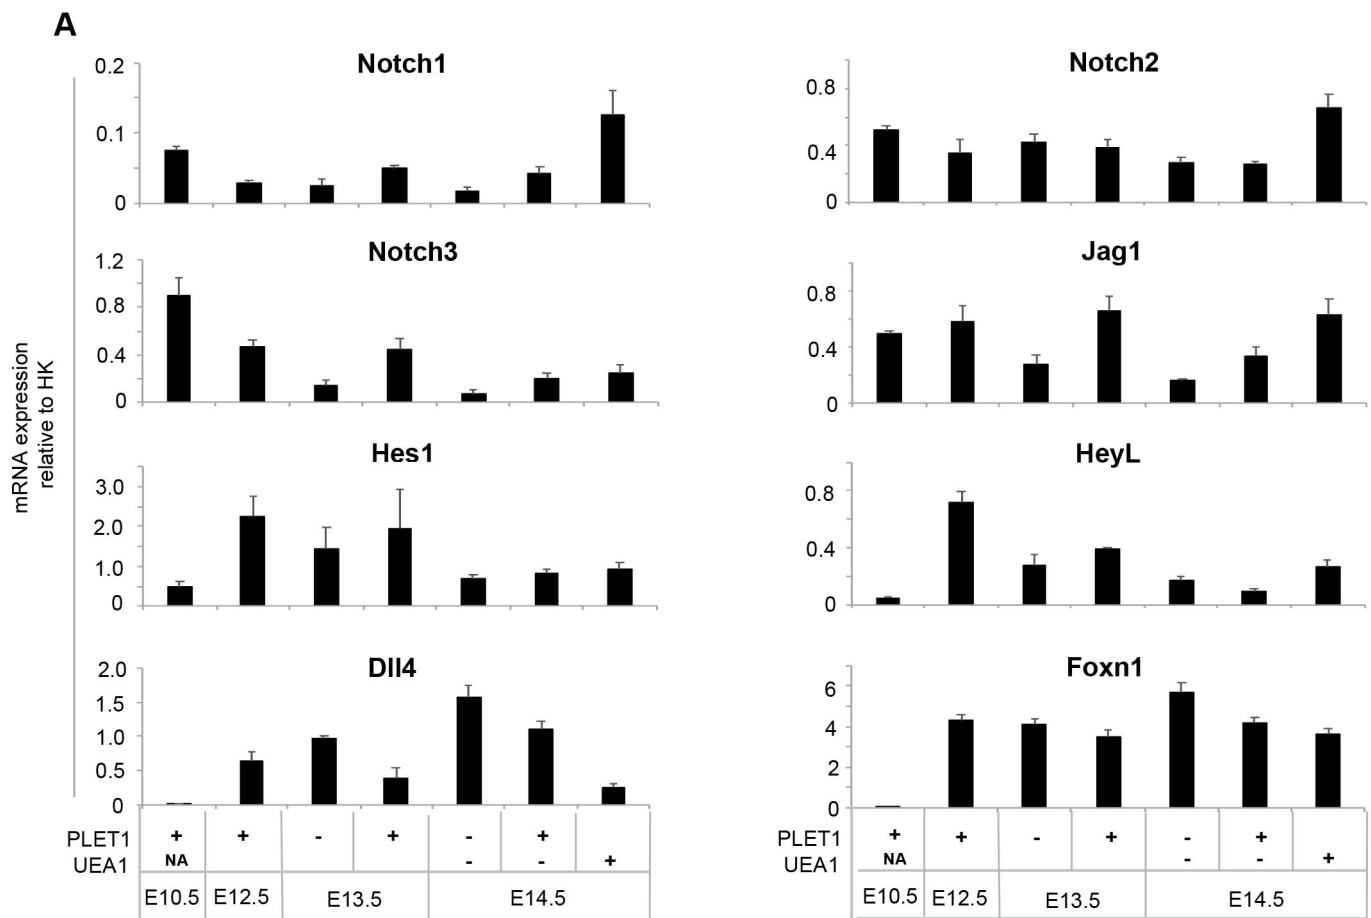 A
Notch1
0.2
0.1
0
Notch2
0.8
0.4
0
Notch3
1.2
0.8
0.4
0
Jag1
0.8
0.4
0
mRNA expression
relative to HK
Hes1
3.0
2.0
1.0
0
HeyL
0.8
0.4
0
Dll4
2.0
1.5
1.0
0.5
0
Foxn1
6
4
2
0
PLET1 + + - + - + 
UEA1 NA - - +
E10.5 E12.5 E13.5 E14.5
PLET1 + + - + - +
UEA1 NA - - +
E10.5 E12.5 E13.5 E14.5